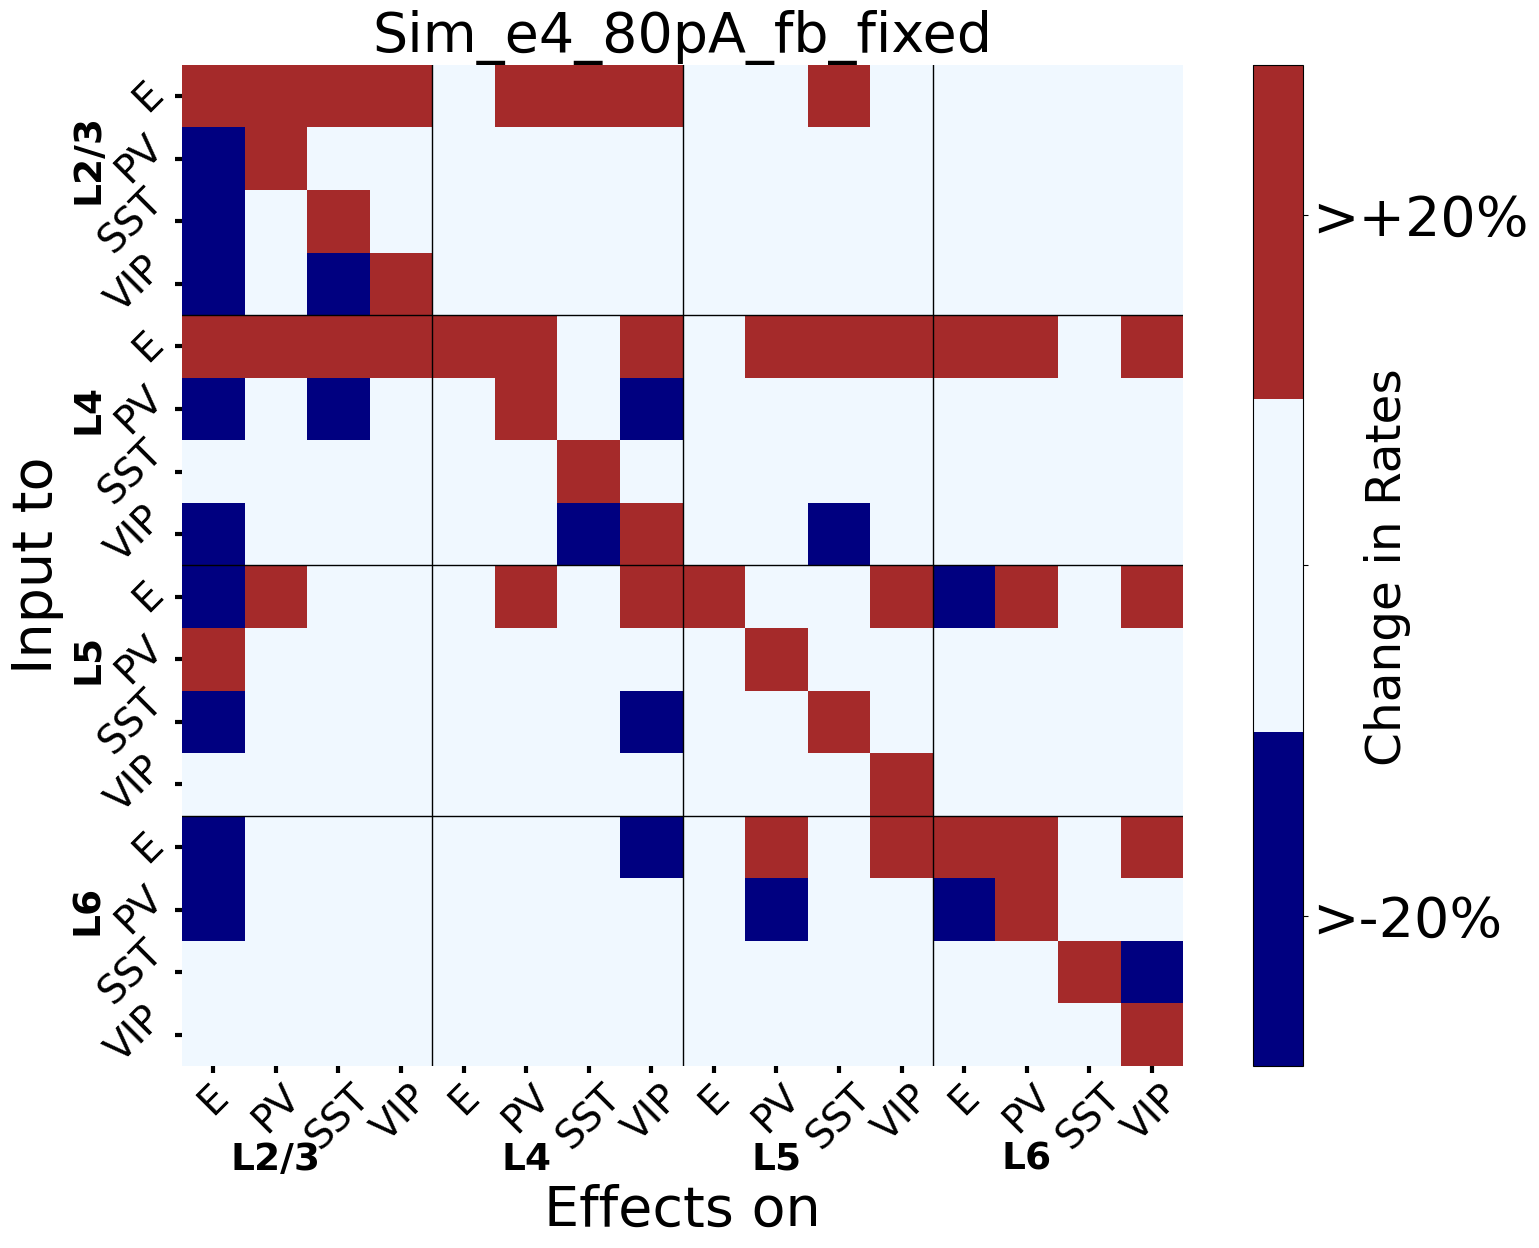 Sim_e4_80pA_fb_fixed
Input to
L2/3
E
PV
SST
VIP
L4
E
PV
SST
VIP
L5
E
PV
SST
VIP
L6
E
PV
SST
VIP
E PV SST VIP E PV SST VIP E PV SST VIP E PV SST VIP
L2/3 L4 L5 L6
Effects on
>+20%
>-20%
Change in Rates